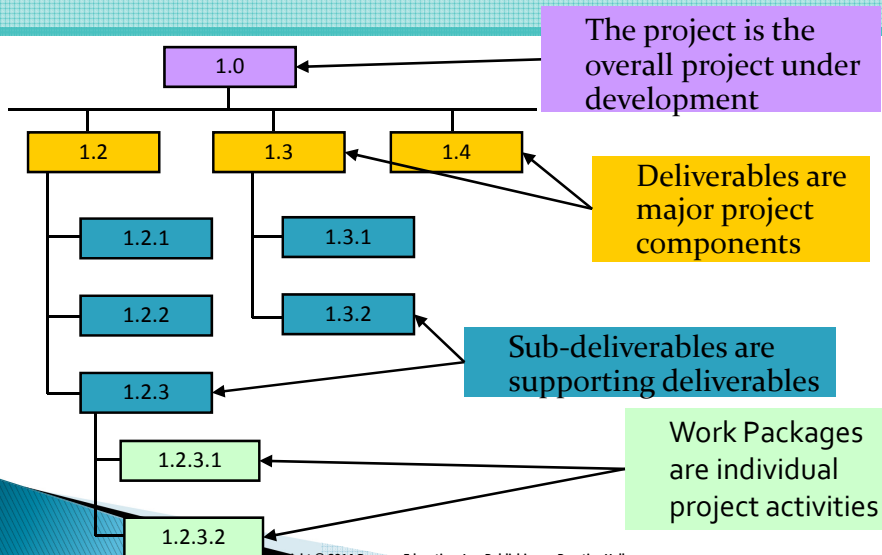 The project is the
overall project under
development
1.0
1.2
1.3
1.4
Deliverables are
major project
components
1.2.1
1.3.1
1.2.2
1.3.2
Sub-deliverables are
supporting deliverables
1.2.3
Work Packages
are individual
project activities
1.2.3.1
1.2.3.2